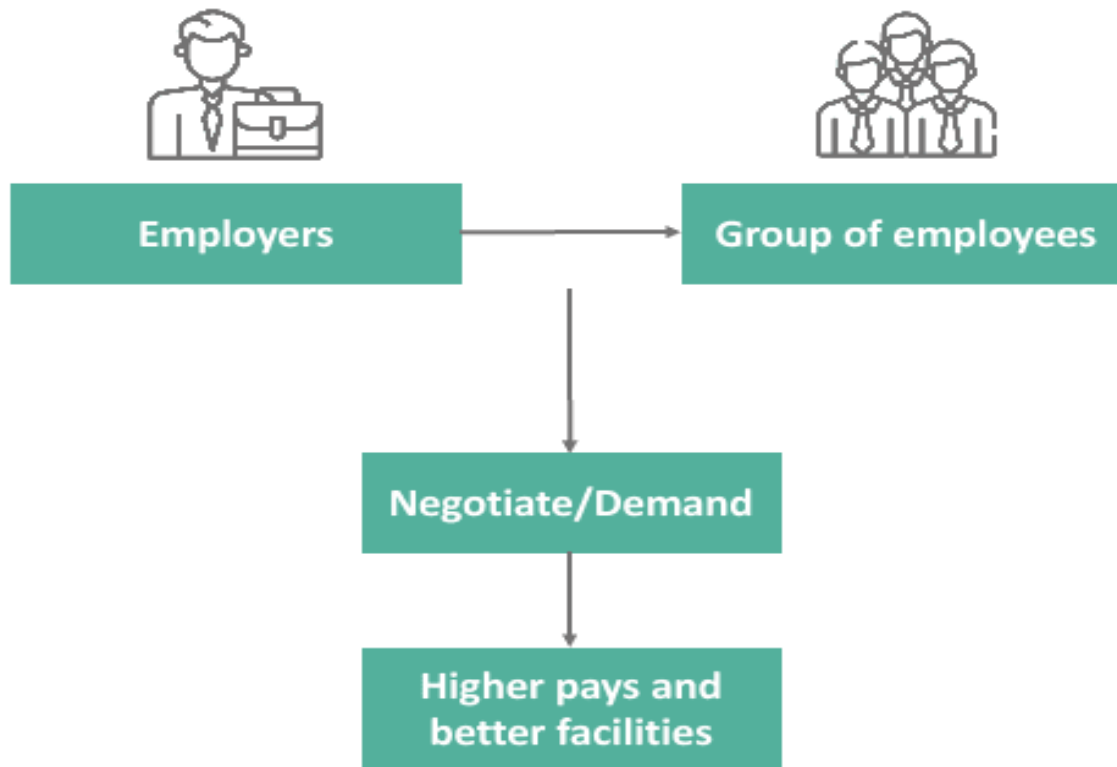 Employers
Group of employees
Negotiate/Demand
Higher pays and
better facilities